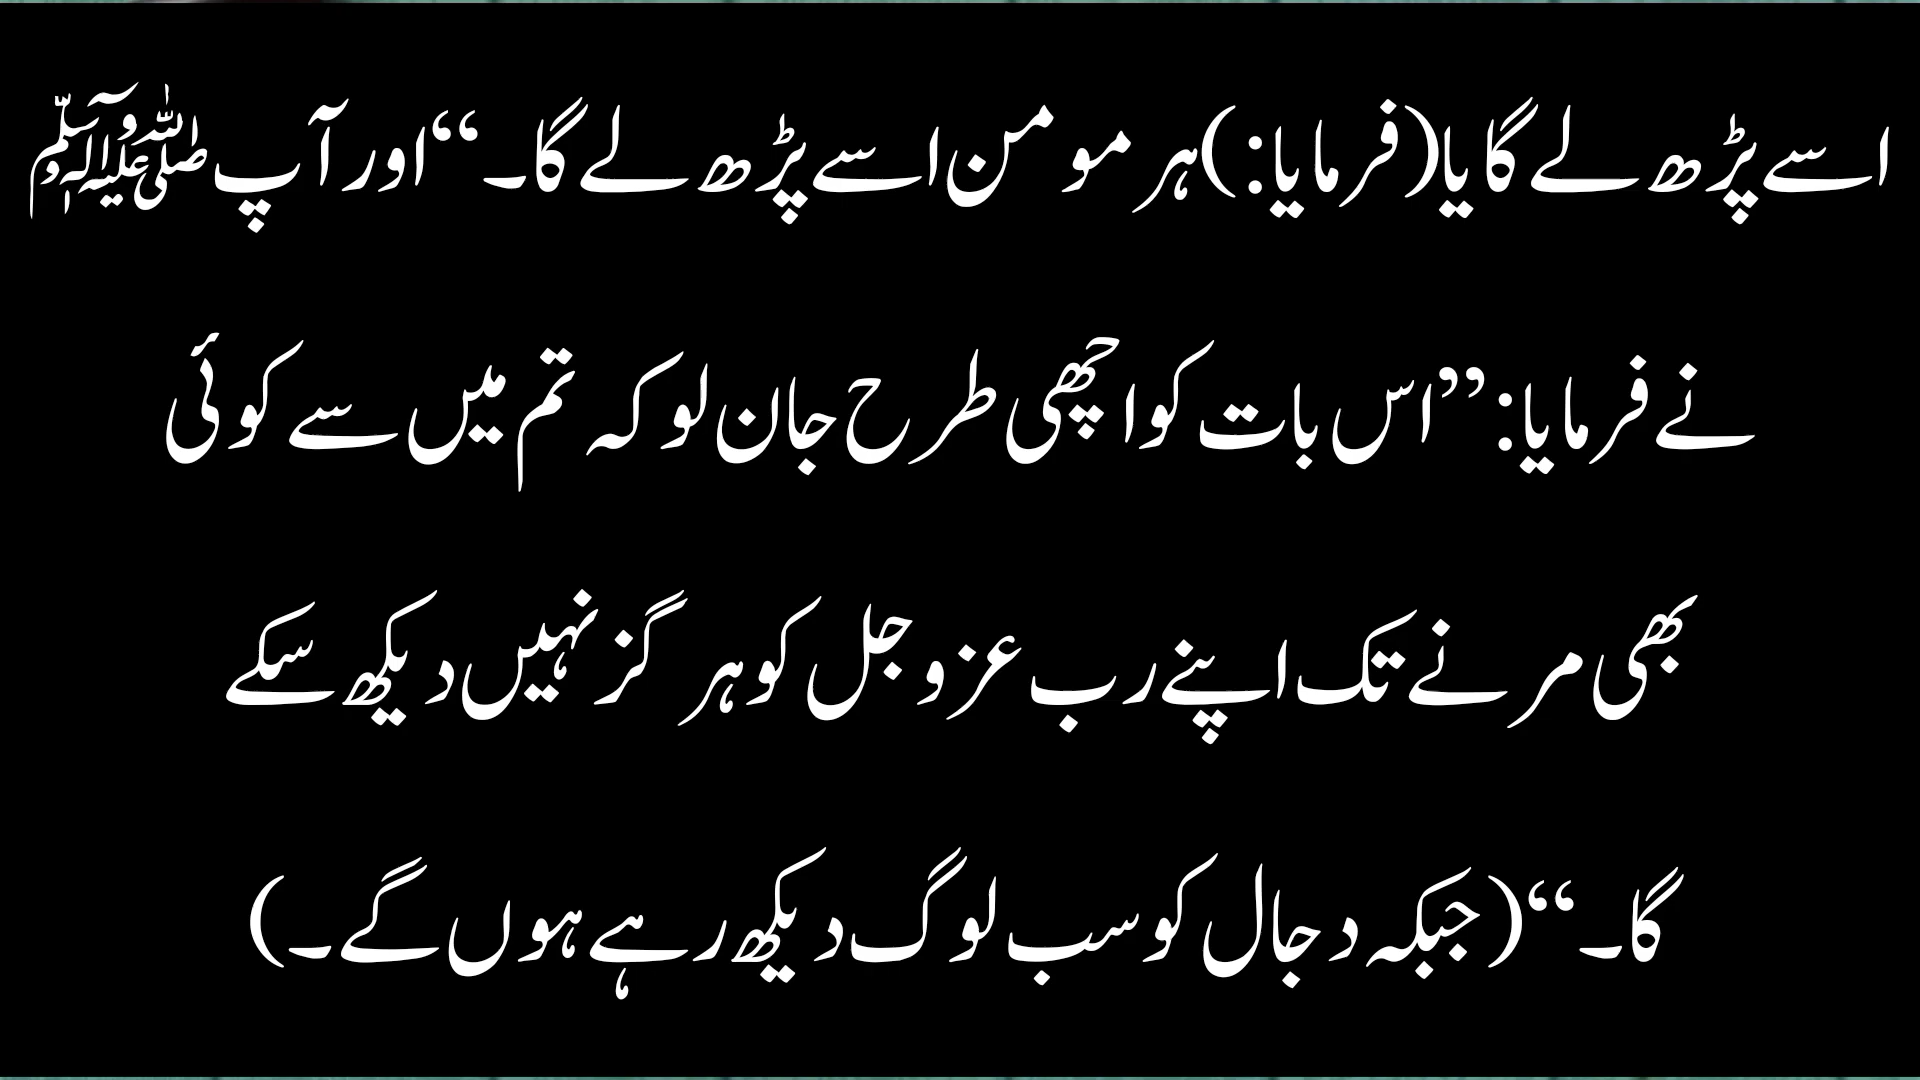 اسے پڑھ لے گا یا (فرمایا:) ہر مومن اسے پڑھ لے گا۔‘‘ اور آپ ﷺ
نے فرمایا: ’’اس بات کو اچھی طرح جان لو کہ تم میں سے کوئی
بھی مرنے تک اپنے رب عزوجل کو ہرگز نہیں دیکھ سکے
گا۔‘‘ (جبکہ دجال کو سب لوگ دیکھ رہے ہوں گے۔)